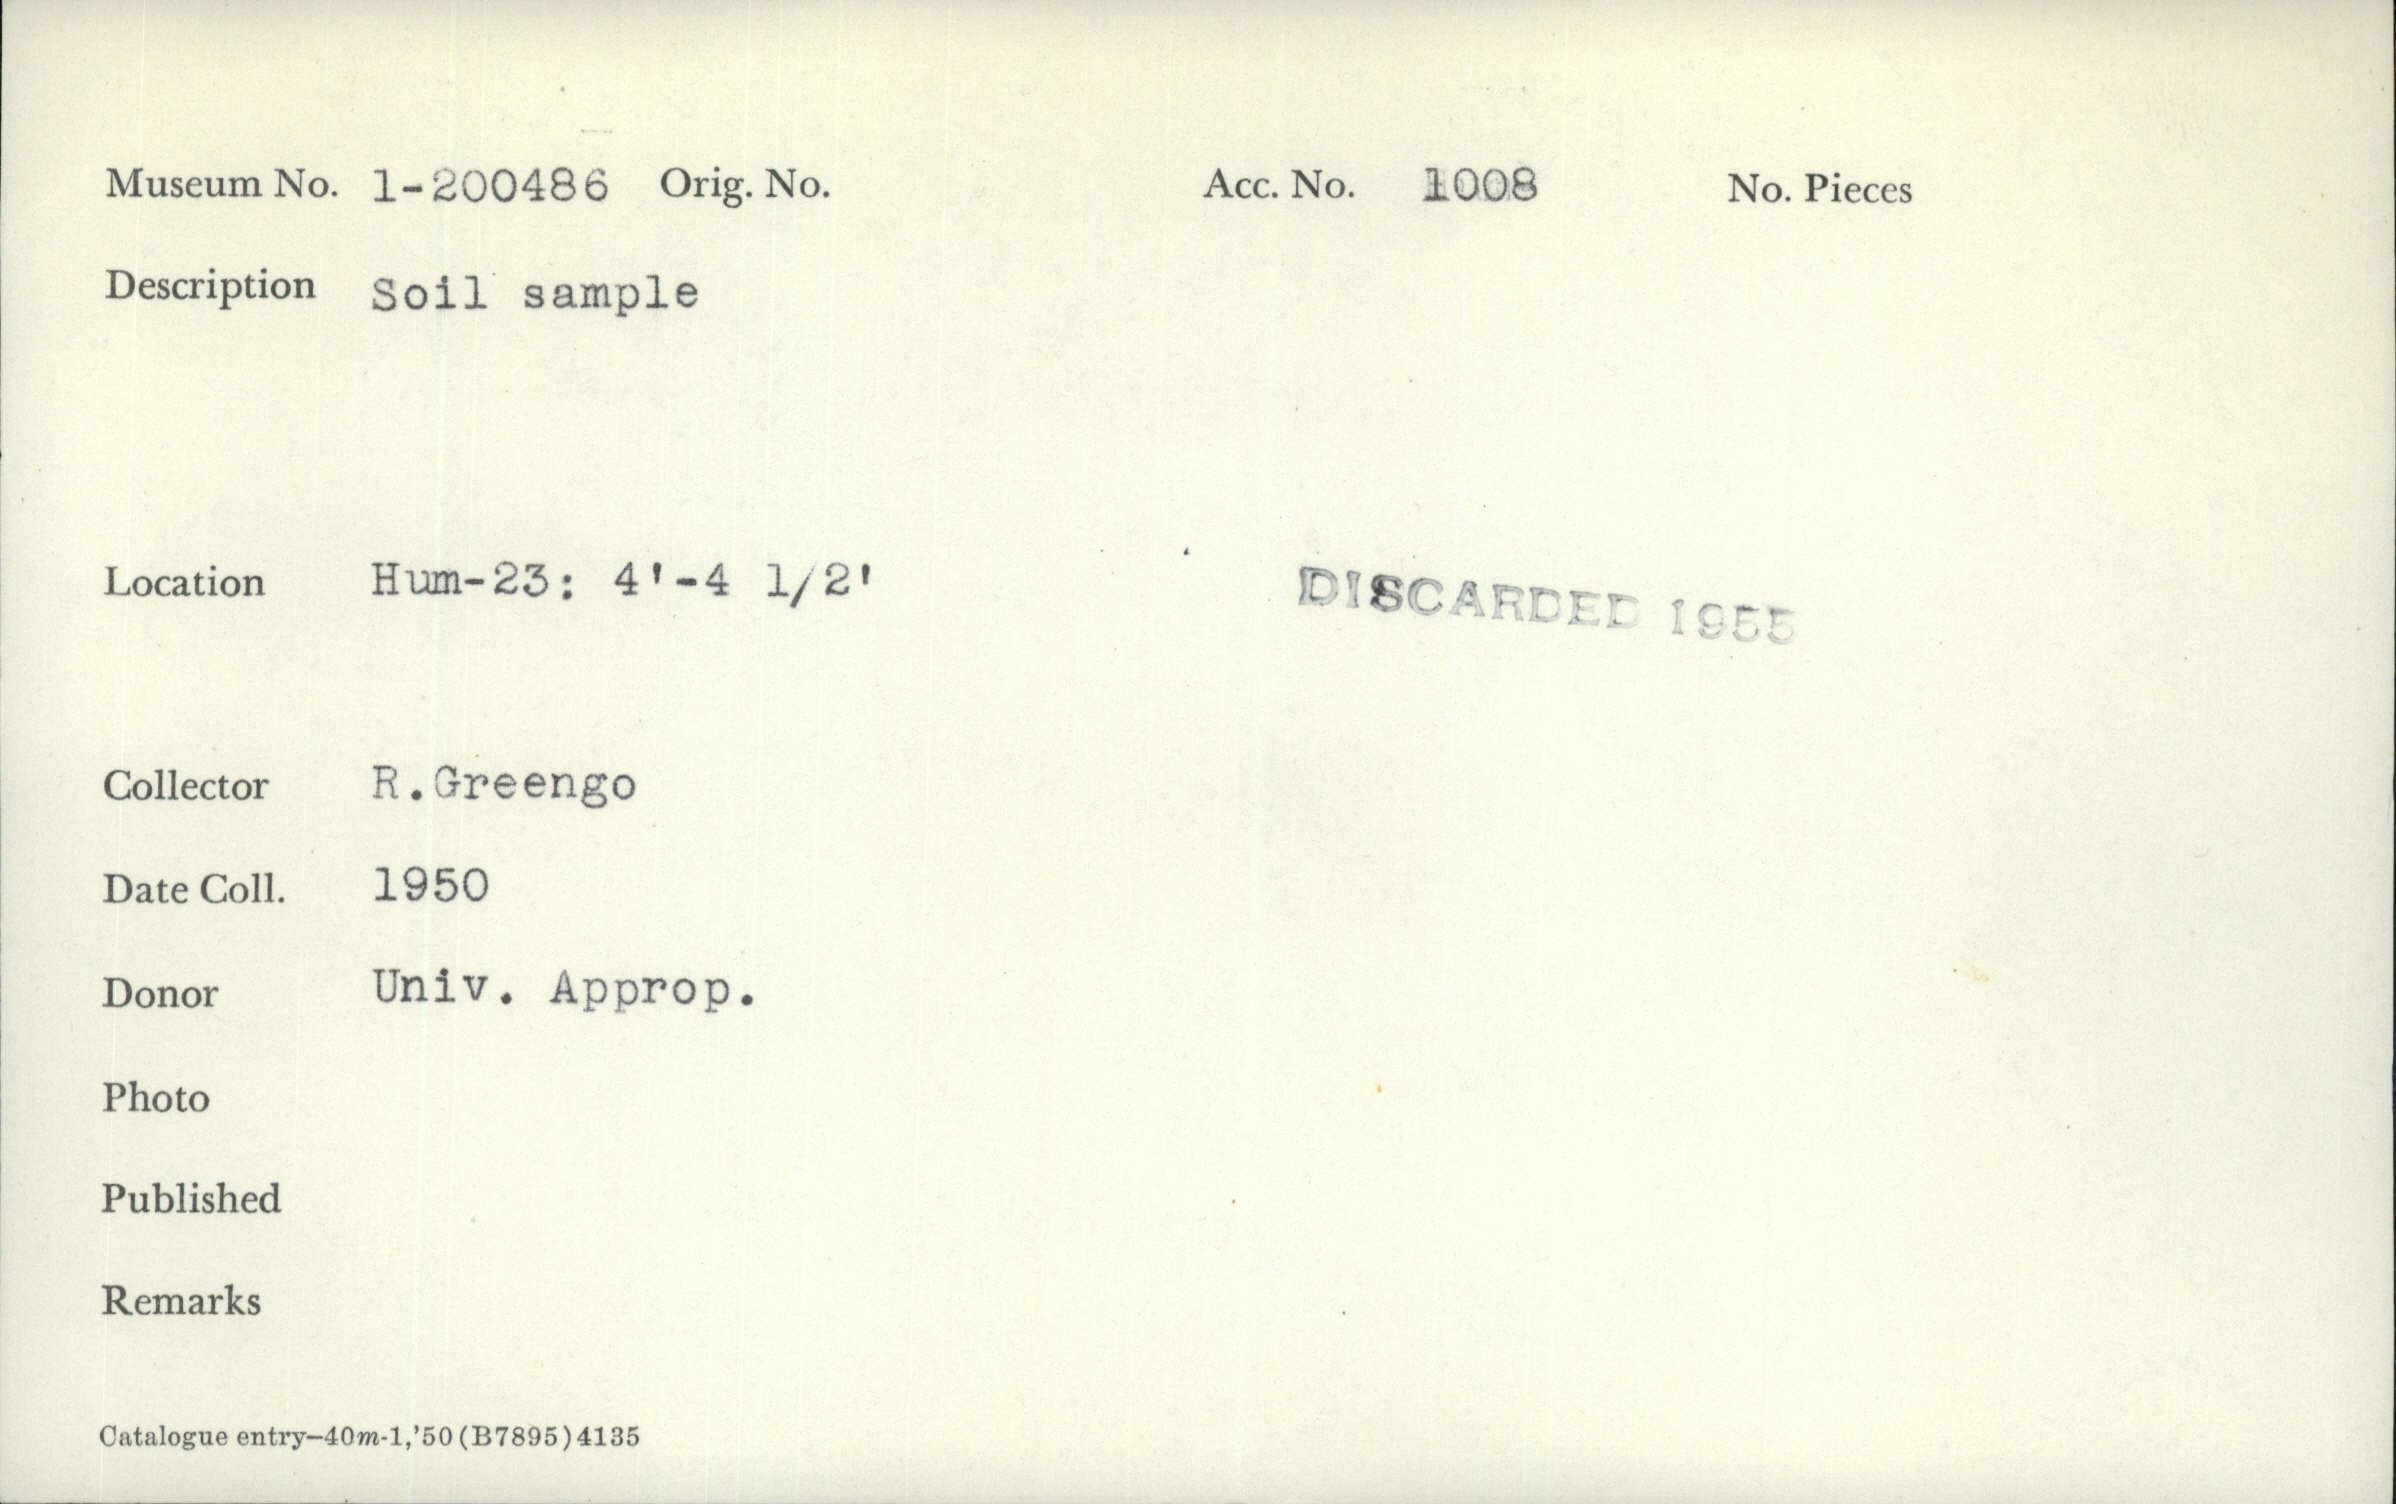 Museum No. 1-200486 Orig. No. Acc. No. 1008 No. Pieces
Description Soil sample
Location Hum-23: 4'-4 1/2'
DISCARDED 1955
Collector R.Greengo
Date Coll. 1950
Donor Univ. Approp.
Photo
Published
Remarks
Catalogue entry—40m-1,'50(B7895)4135